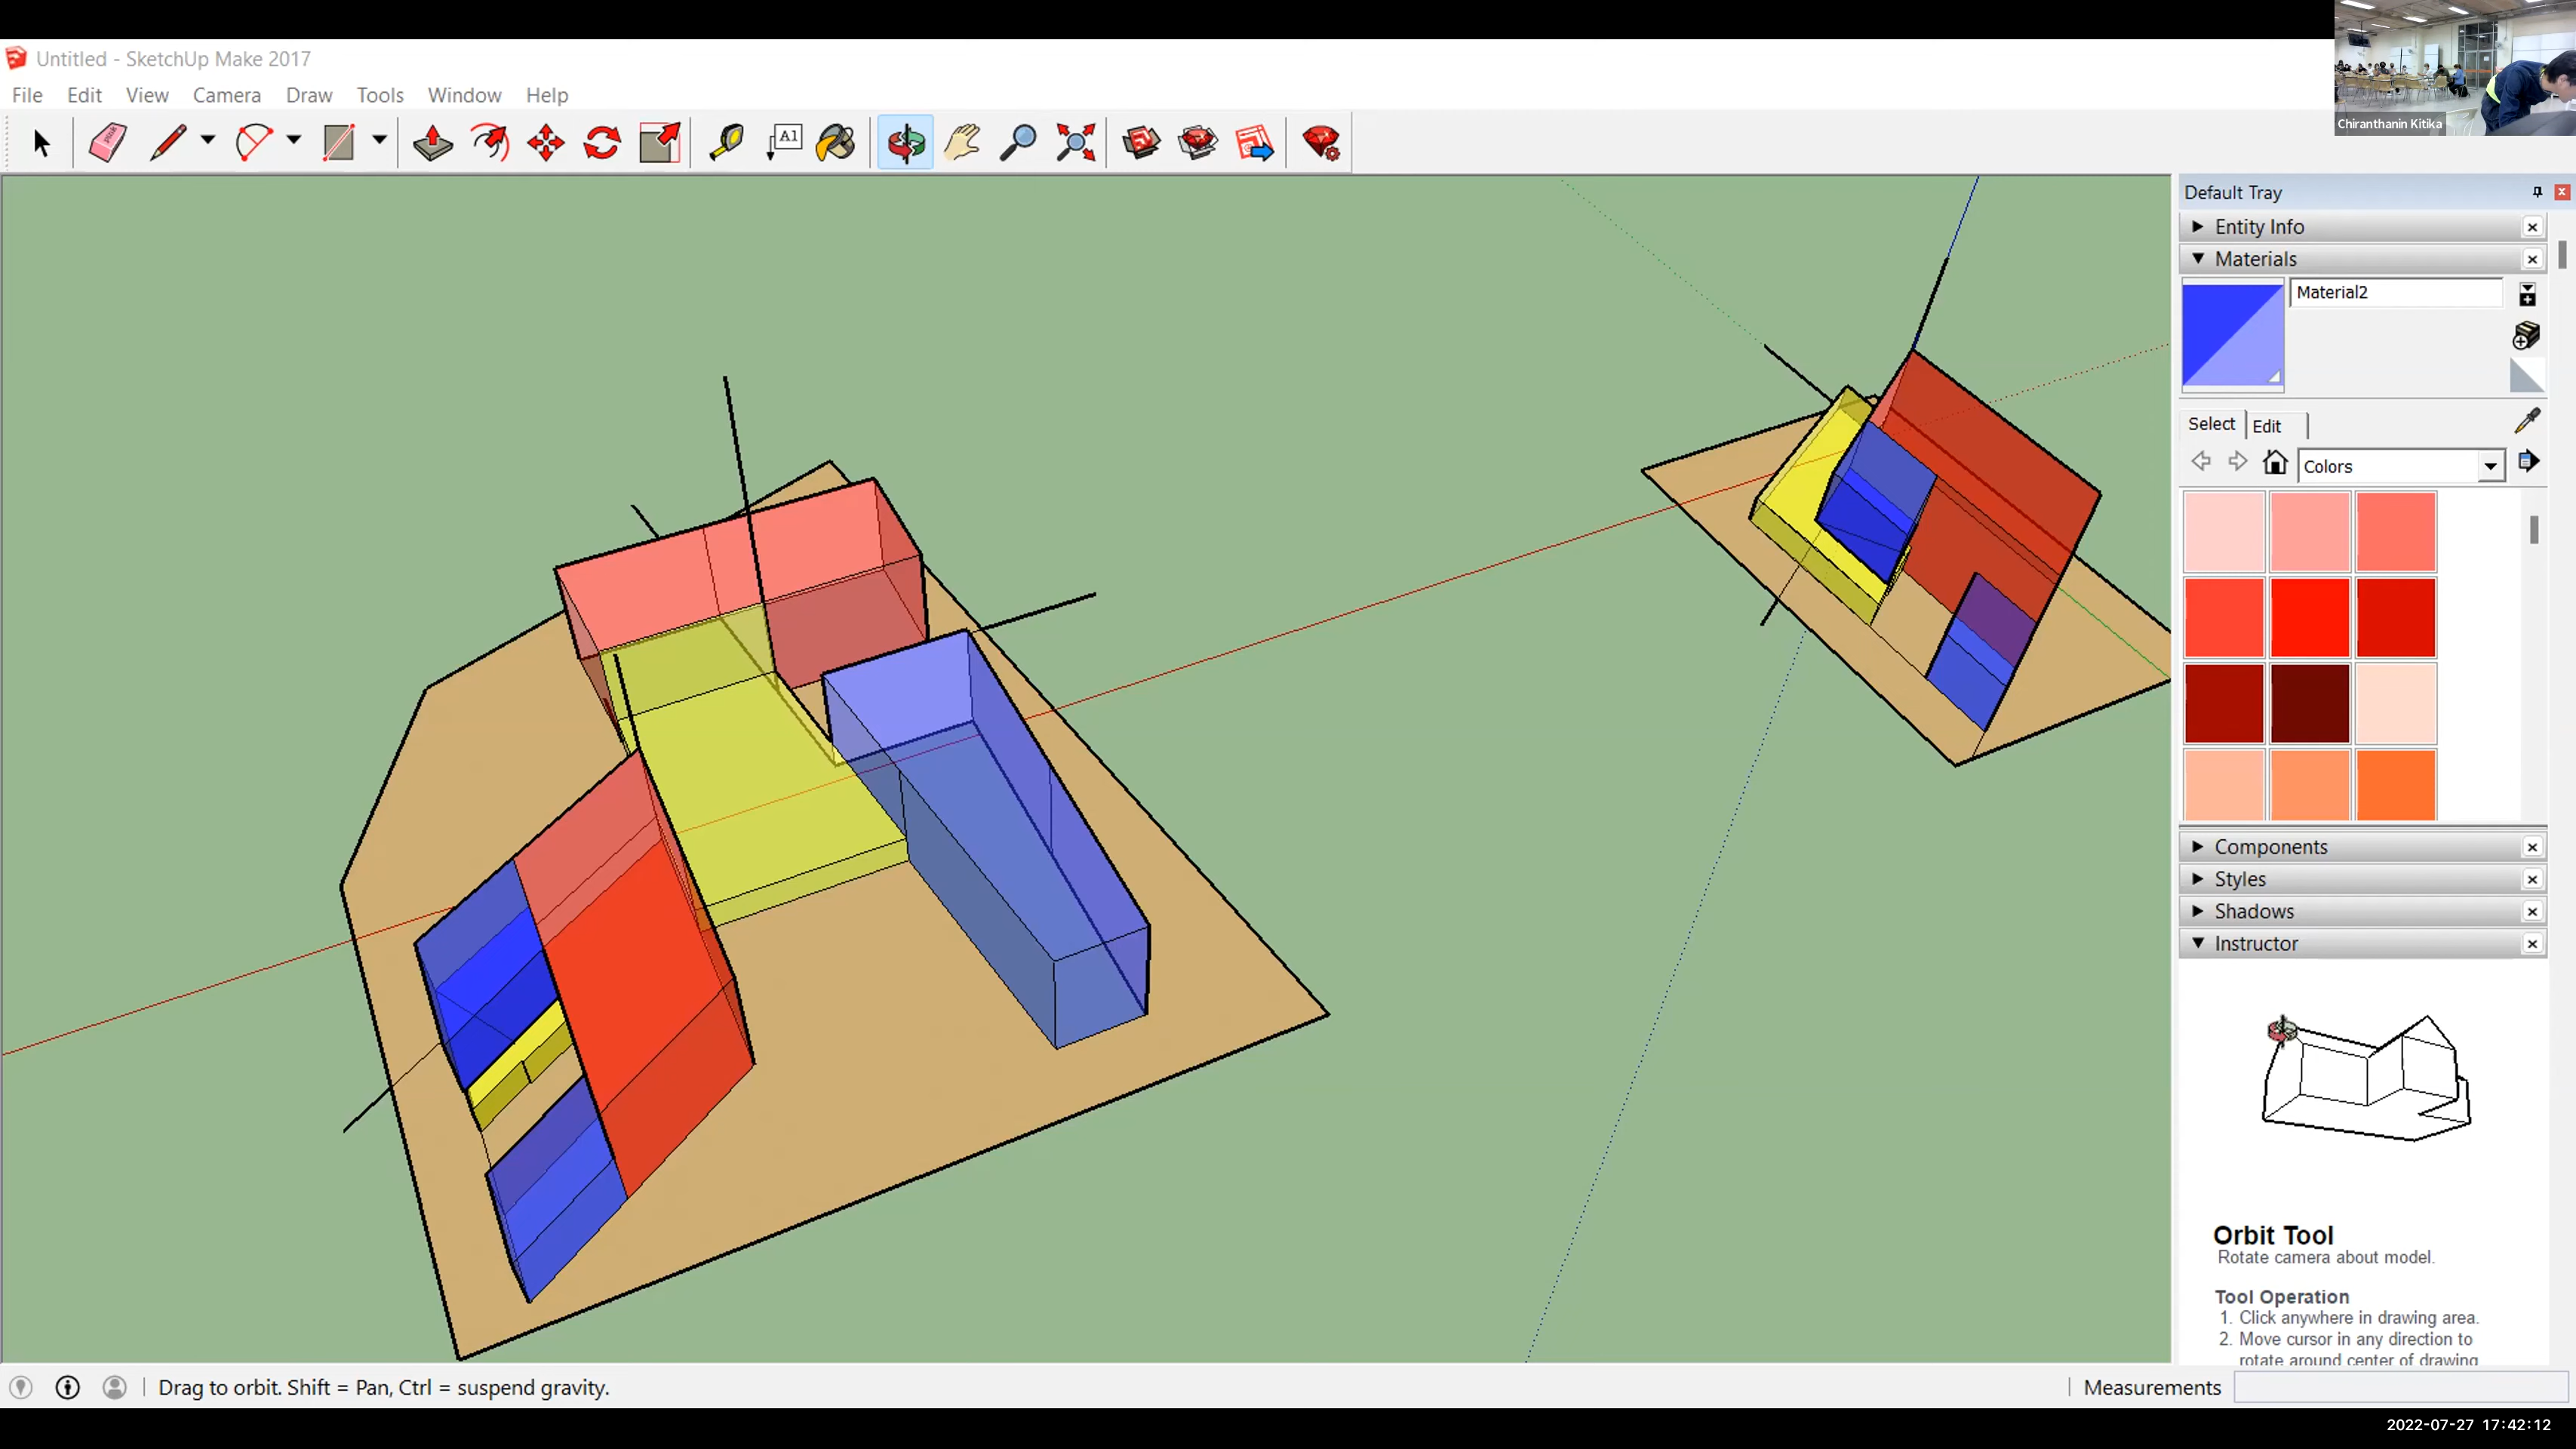 Untitled - SketchUp Make 2017
File Edit View Camera Draw Tools Window Help
Chiranthanin Kitika
A1
Default Tray
Entity Info
Materials
Material2
Select Edit
Colors
Components
Styles
Shadows
Instructor
Orbit Tool
Rotate camera about model.
Tool Operation
1. Click anywhere in drawing area.
2. Move cursor in any direction to
rotate around center of drawing
Drag to orbit. Shift = Pan, Ctrl = suspend gravity.
Measurements
2022-07-27 17:42:12